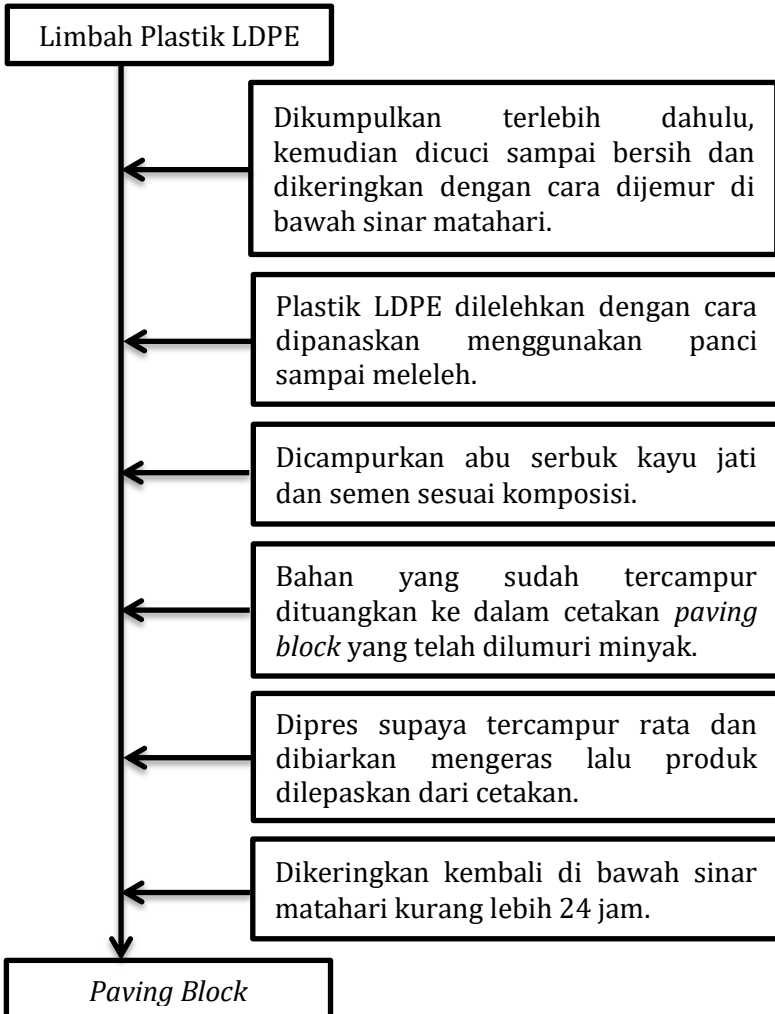 Limbah Plastik LDPE
Dikumpulkan terlebih dahulu,
kemudian dicuci sampai bersih dan
dikeringkan dengan cara dijemur di
bawah sinar matahari.
Plastik LDPE dilelehkan dengan cara
dipanaskan menggunakan panci
sampai meleleh.
Dicampurkan abu serbuk kayu jati
dan semen sesuai komposisi.
Bahan yang sudah tercampur
dituangkan ke dalam cetakan paving
block yang telah dilumuri minyak.
Dipres supaya tercampur rata dan
dibiarkan mengeras lalu produk
dilepaskan dari cetakan.
Dikeringkan kembali di bawah sinar
matahari kurang lebih 24 jam.
Paving Block